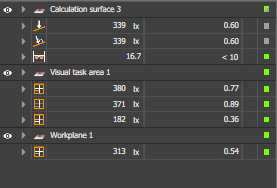 Calculation surface 3
339 lx 0.60
339 lx 0.60
16.7 < 10
Visual task area 1
380 lx 0.77
371 lx 0.89
182 lx 0.36
Workplane 1
313 lx 0.54